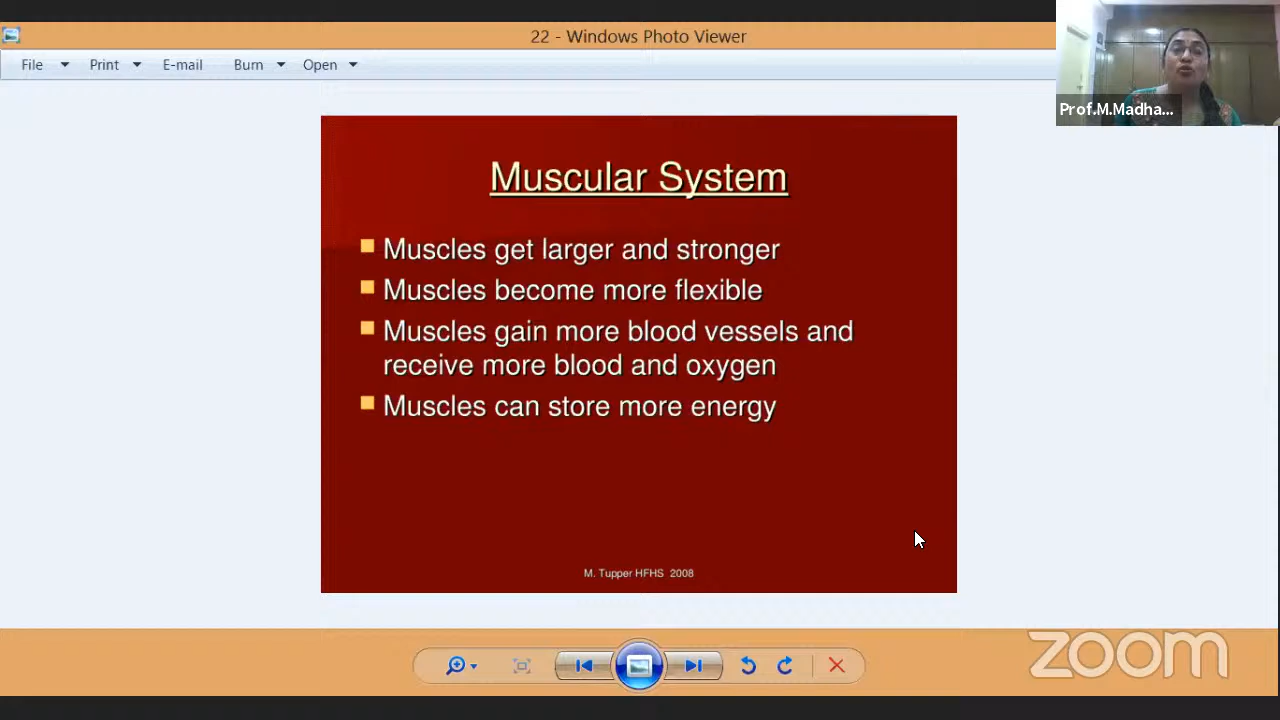 22 - Windows Photo Viewer
File Print E-mail Burn Open
Prof.M.Madha...
Muscular System
Muscles get larger and stronger
Muscles become more flexible
Muscles gain more blood vessels and
receive more blood and oxygen
Muscles can store more energy
M. Tupper HFHS 2008
zoom